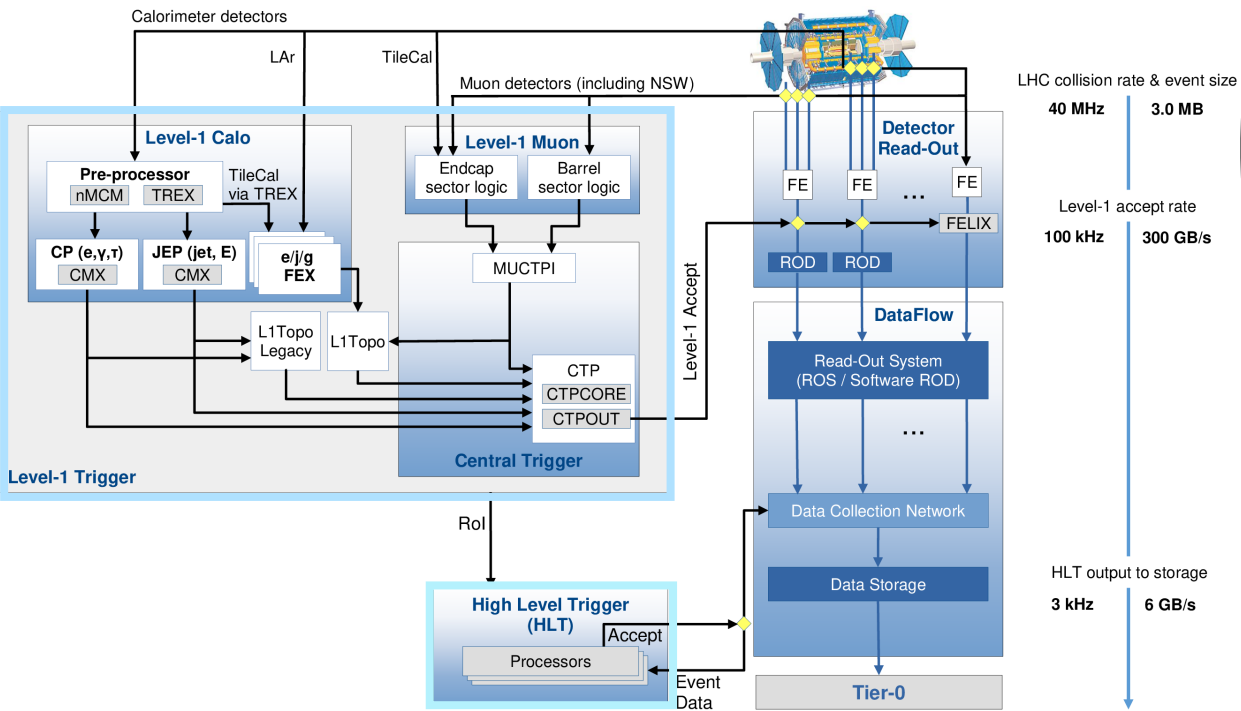 Calorimeter detectors
LAr
TileCal
Muon detectors (including NSW)
Level-1 Calo
Pre-processor
nMCM
TREX
TileCal
via TREX
CP (e,γ,τ)
CMX
JEP (jet, E)
CMX
e/j/g
FEX
Level-1 Muon
Endcap
sector logic
Barrel
sector logic
MUCTPI
L1Topo
Legacy
L1Topo
CTP
CTPCORE
CTPOUT
Central Trigger
Level-1 Trigger
Level-1 Accept
RoI
High Level Trigger
(HLT)
Accept
Processors
Event
Data
Detector
Read-Out
FE
FE
...
FE
FELIX
ROD
ROD
DataFlow
Read-Out System
(ROS / Software ROD)
...
Data Collection Network
Data Storage
Tier-0
LHC collision rate & event size
40 MHz
3.0 MB
Level-1 accept rate
100 kHz
300 GB/s
HLT output to storage
3 kHz
6 GB/s